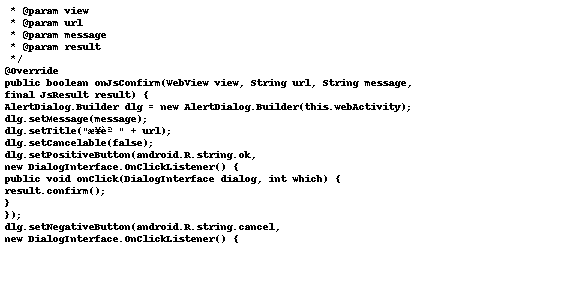 * @param view
* @param url
* @param message
* @param result
*/
@Override
public boolean onJsConfirm(WebView view, String url, String message,
final JsResult result) {
AlertDialog.Builder dlg = new AlertDialog.Builder(this.webActivity);
dlg.setMessage(message);
dlg.setTitle("æ¥èª " + url);
dlg.setCancelable(false);
dlg.setPositiveButton(android.R.string.ok,
new DialogInterface.OnClickListener() {
public void onClick(DialogInterface dialog, int which) {
result.confirm();
}
});
dlg.setNegativeButton(android.R.string.cancel,
new DialogInterface.OnClickListener() {